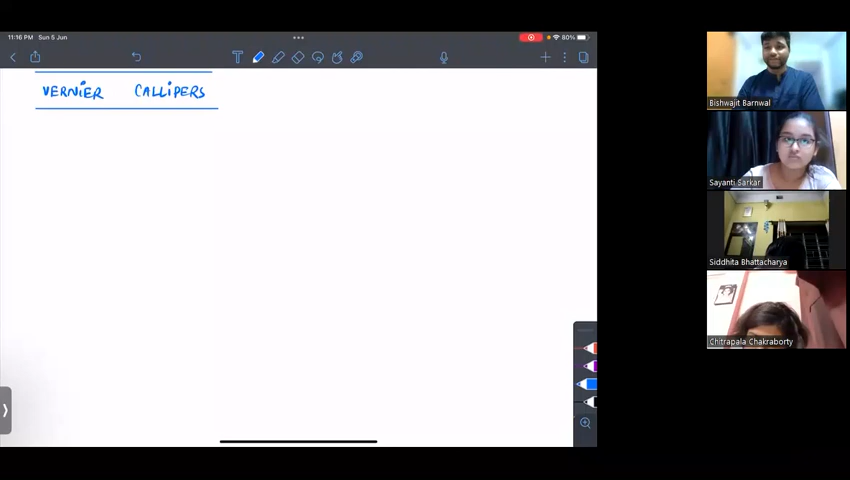 11:16 PM Sun 5 Jun
80%
T
VERNIER CALLIPERS
Bishwajit Barnwal
Sayanti Sarkar
Siddhita Bhattacharya
Chitrapala Chakraborty